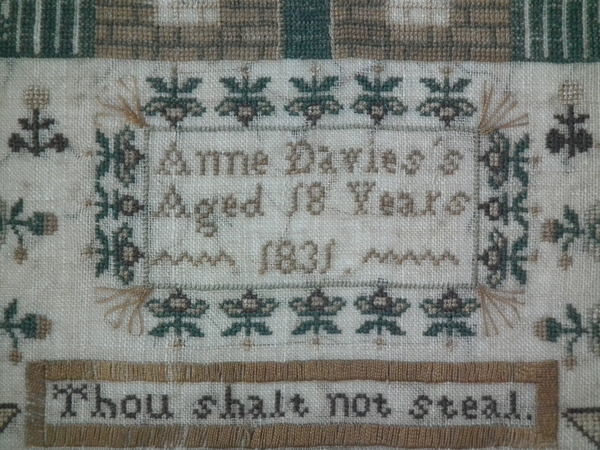 Anne Davies's
Aged 18 Years
1831.
Thou shalt not steal.